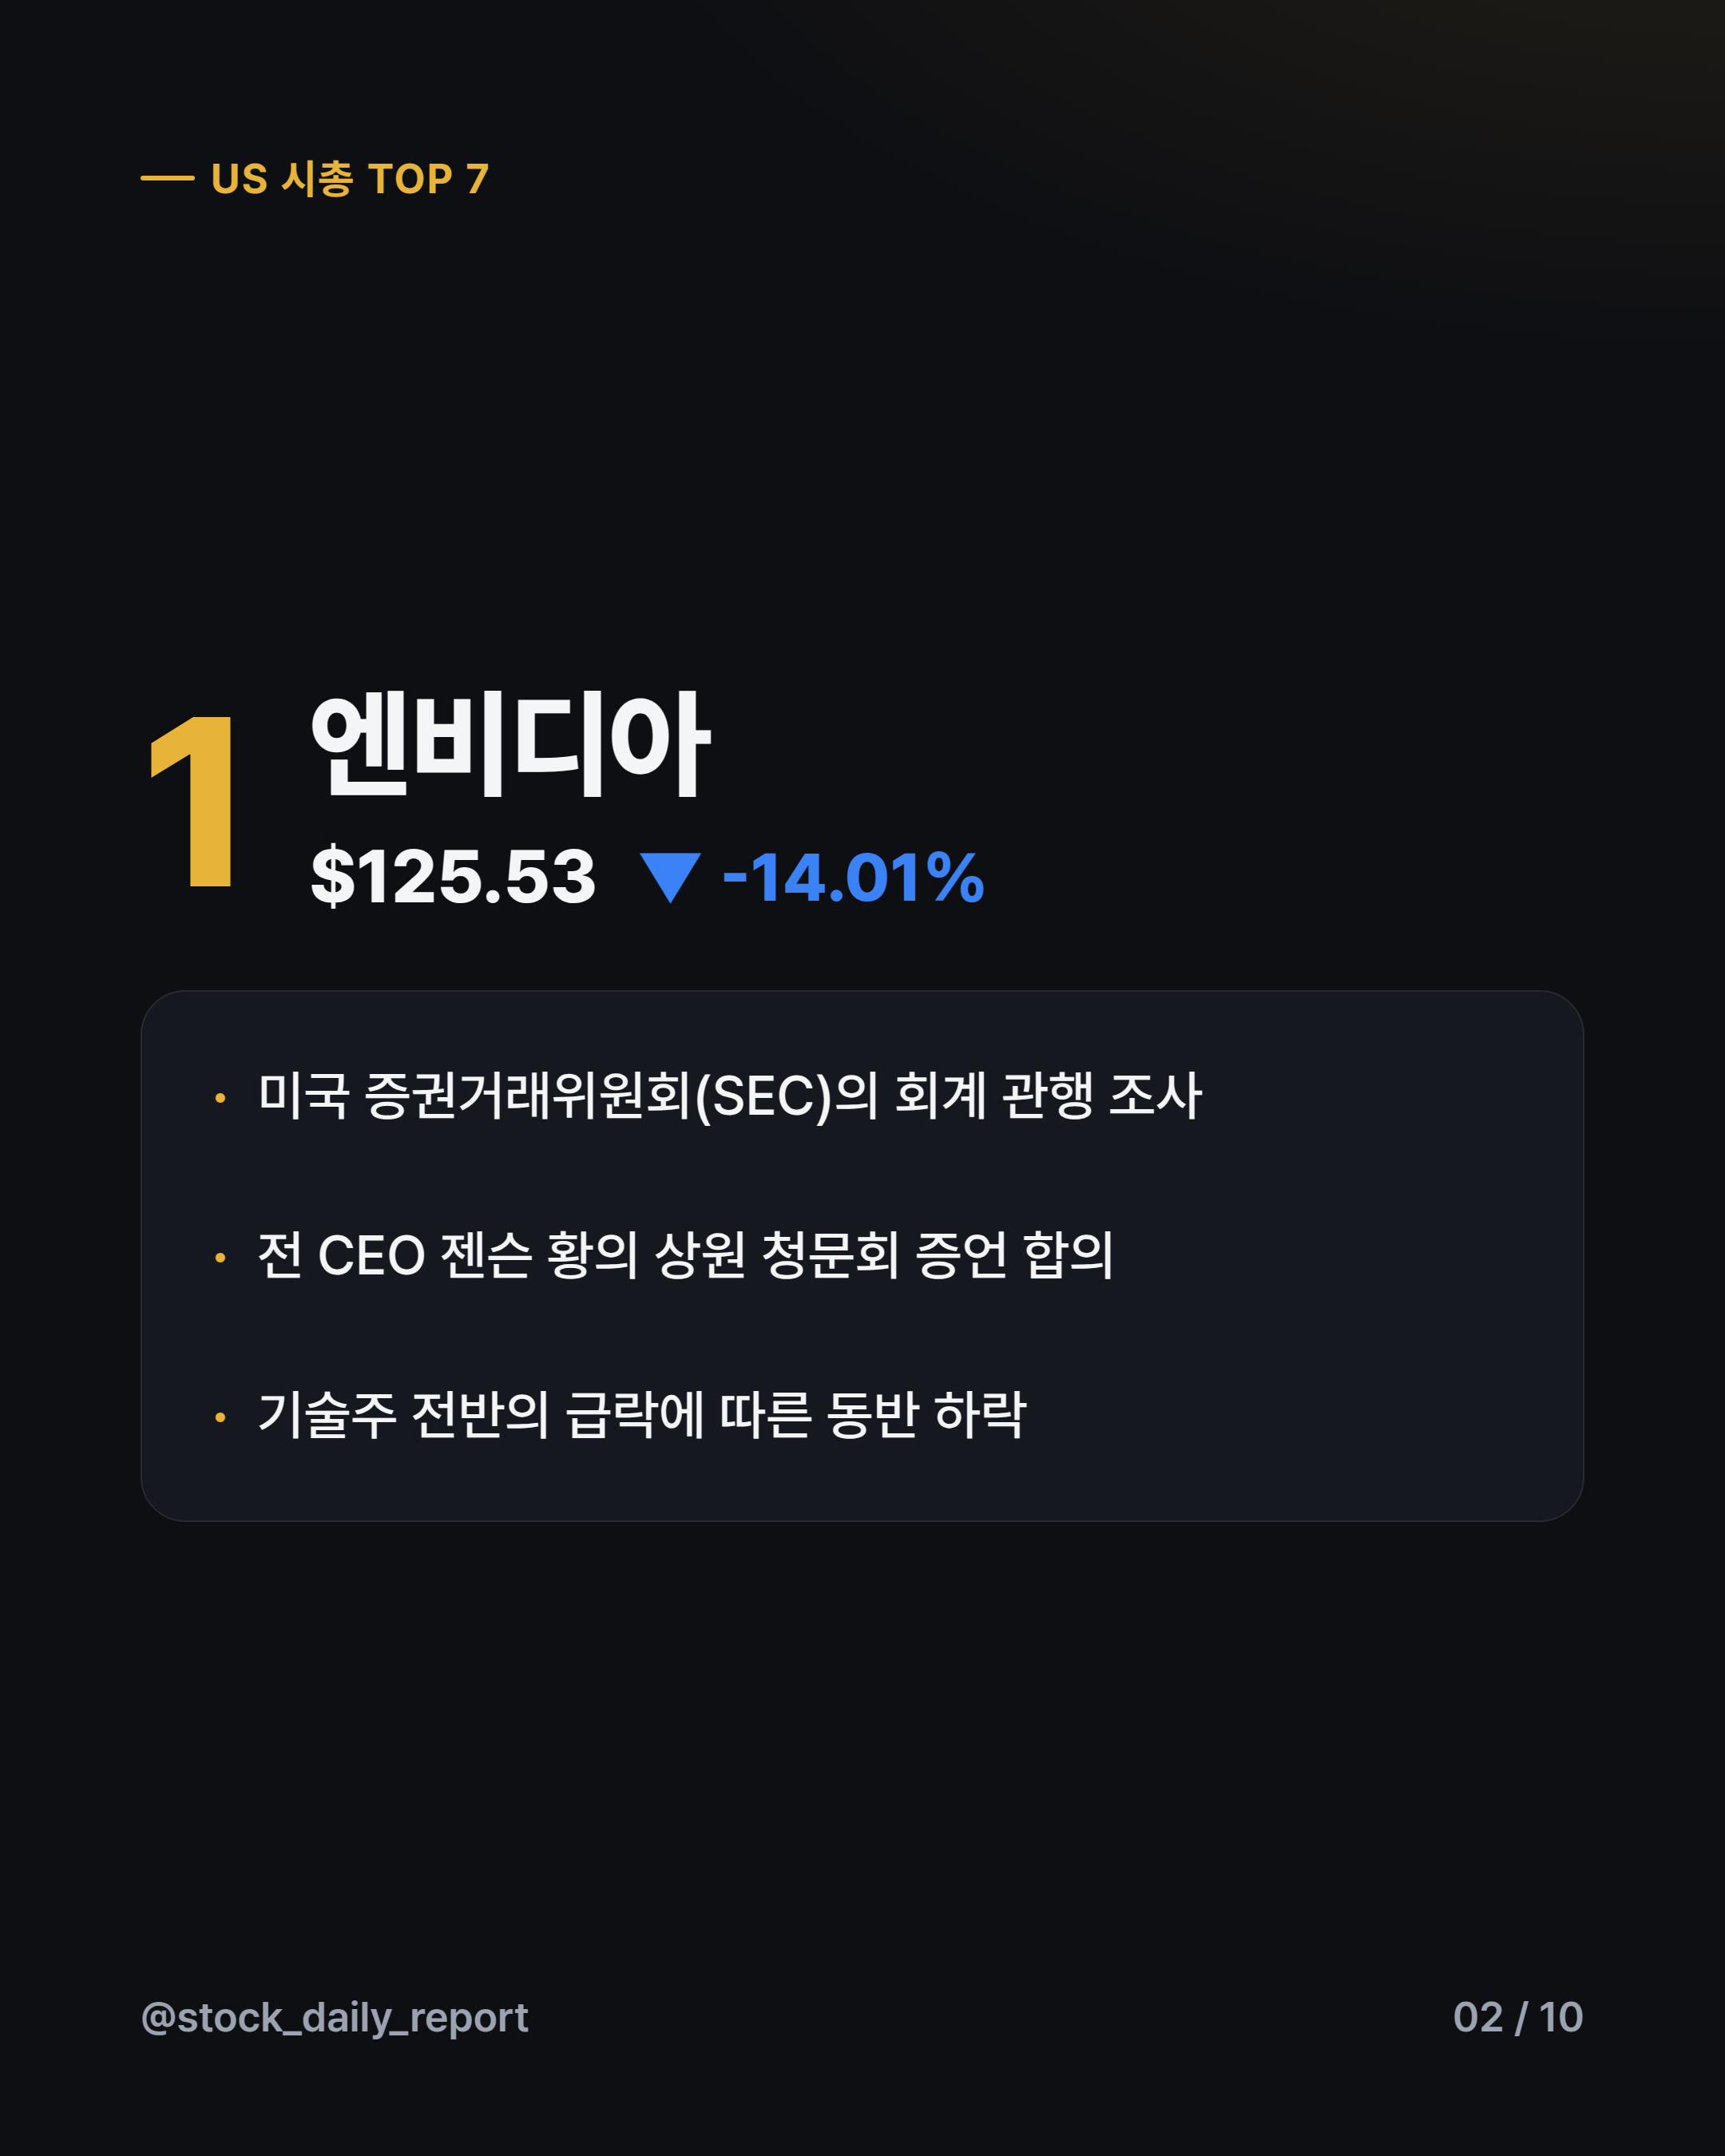 US 시총 TOP 7
1
엔비디아
$125.53 ▼ -14.01%
• 미국 증권거래위원회(SEC)의 회계 관행 조사
• 전 CEO 젠슨 황의 상원 청문회 증언 합의
• 기술주 전반의 급락에 따른 동반 하락
@stock_daily_report
02 / 10